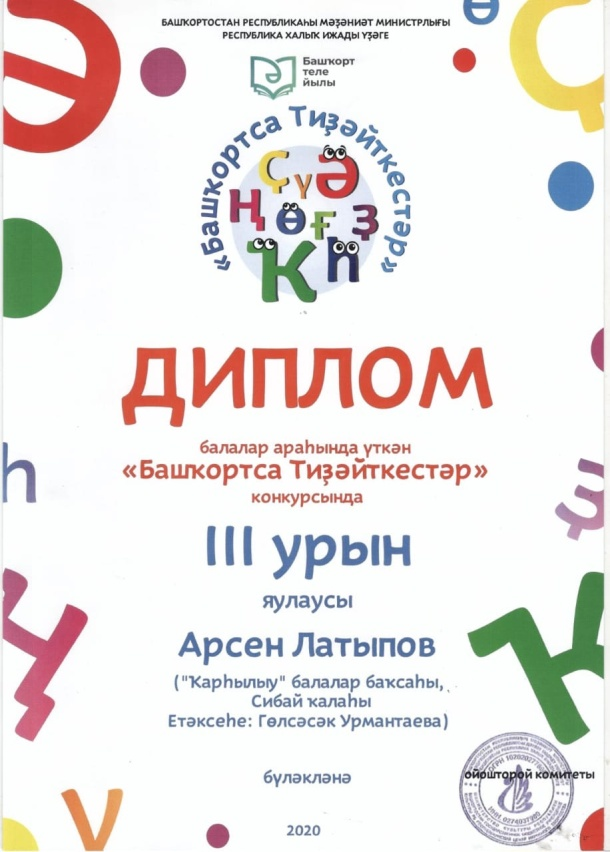 БАШҠОРТОСТАН РЕСПУБЛИКАҺЫ МӘҘӘНИӘТ МИНИСТРЛЫҒЫ
РЕСПУБЛИКА ХАЛЫҠ ИЖАДЫ ҮҘӘГЕ
Башҡорт
теле
йылы
«Башҡортса Тиҙәйткестәр»
Ҫ ү Ә
Ң ө ғ ҙ
Ҡ һ
ДИПЛОМ
балалар араһында үткән
«Башҡортса Тиҙәйткестәр»
конкурсында
III урын
яулаусы
Арсен Латыпов
("Ҡарһылыу" балалар баҡсаһы,
Сибай ҡалаһы
Етәксеһе: Гөлсәсәк Урмантаева)
бүләкләнә
ойошторой комитеты
2020